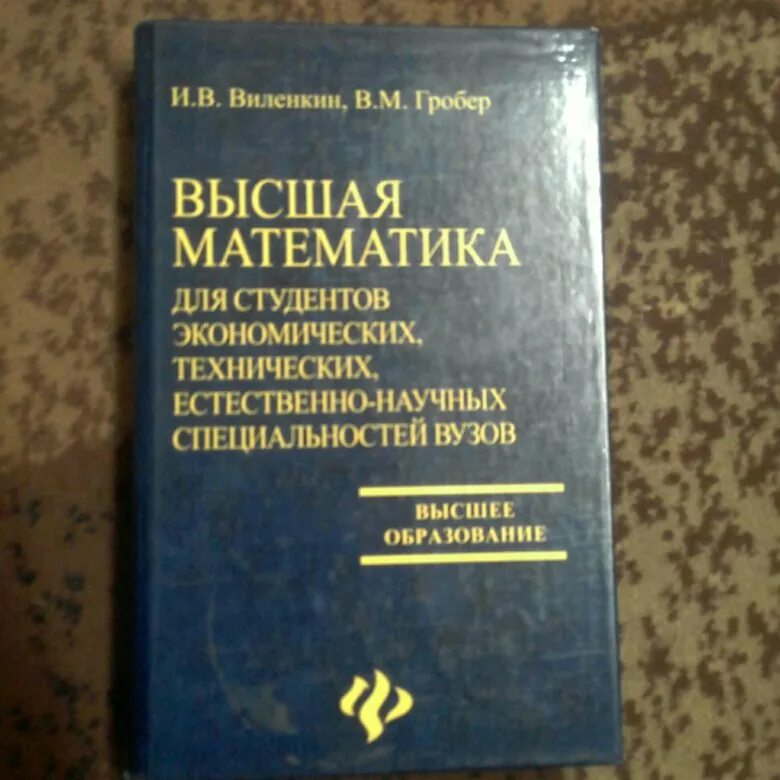 И.В. Виленкин, В.М. Гробер
ВЫСШАЯ
МАТЕМАТИКА
ДЛЯ СТУДЕНТОВ
ЭКОНОМИЧЕСКИХ,
ТЕХНИЧЕСКИХ,
ЕСТЕСТВЕННО-НАУЧНЫХ
СПЕЦИАЛЬНОСТЕЙ ВУЗОВ
ВЫСШЕЕ
ОБРАЗОВАНИЕ